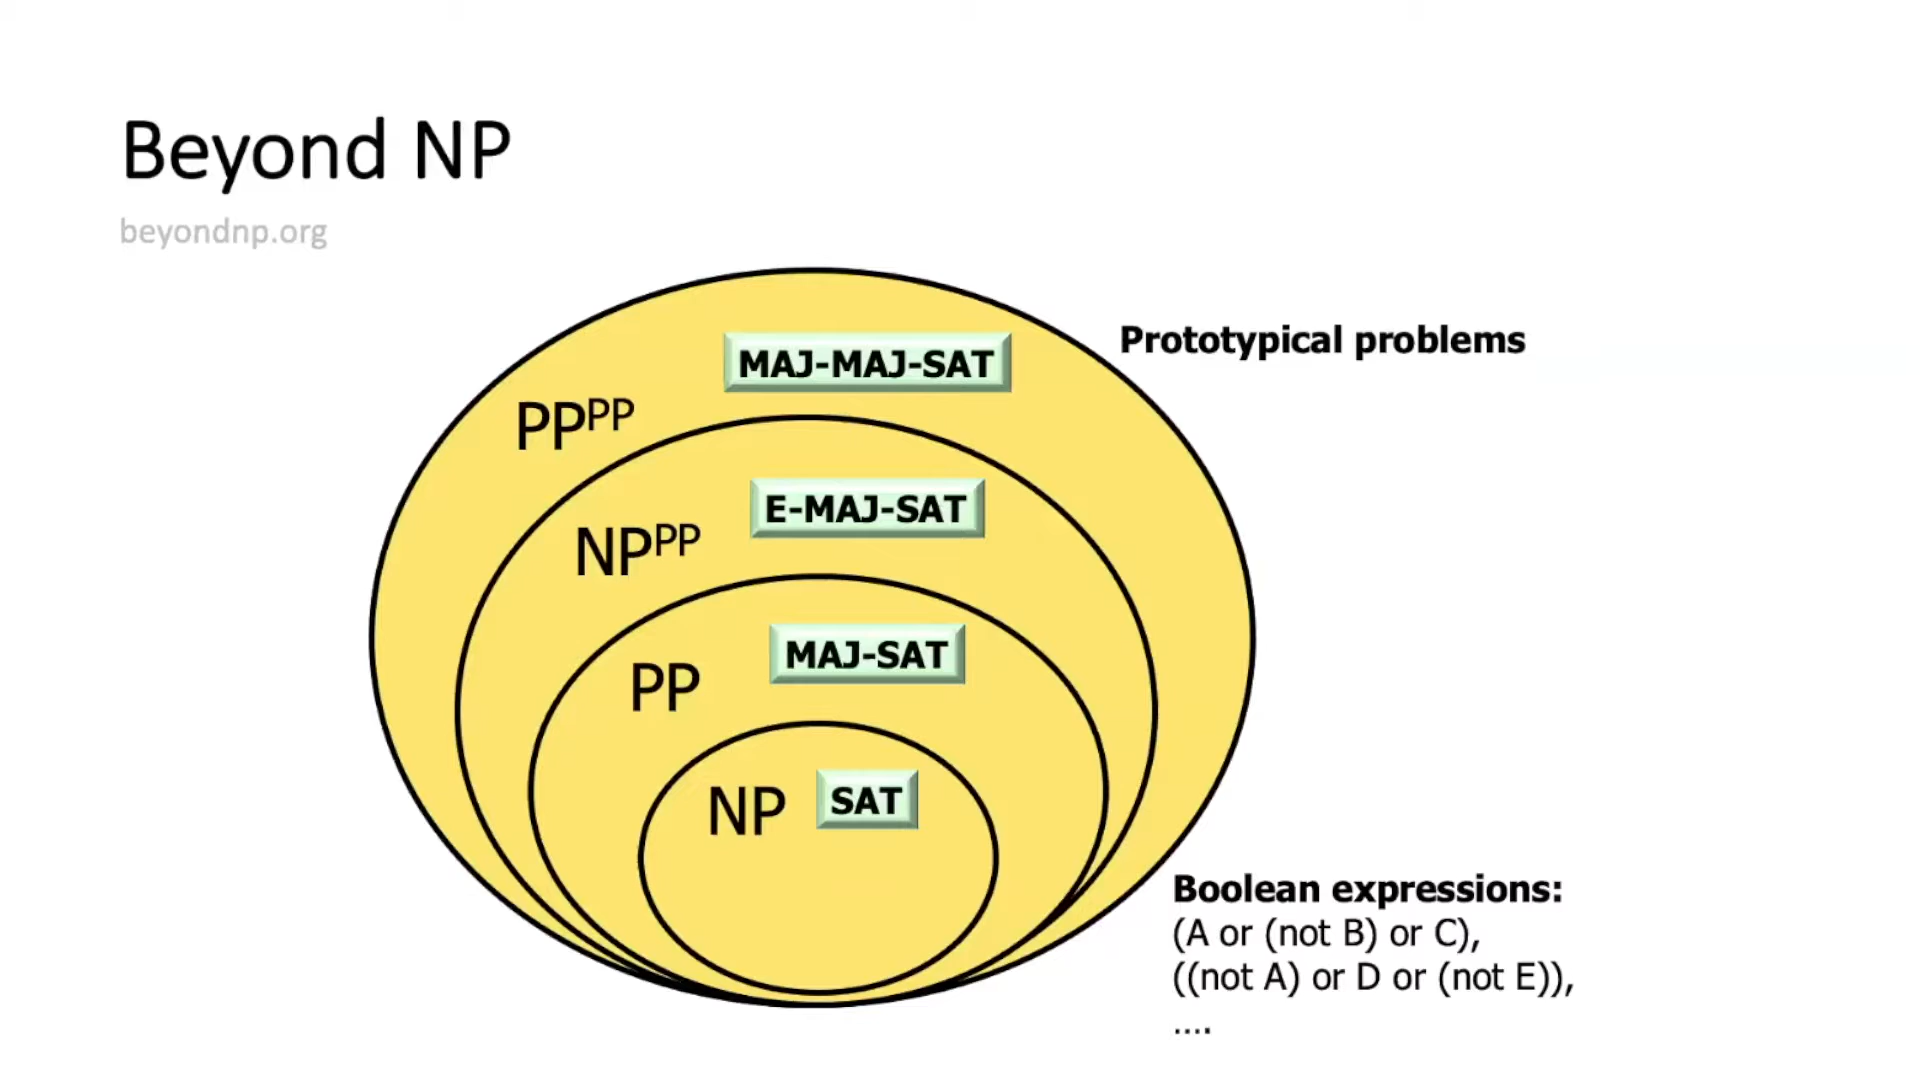 Beyond NP
beyondnp.org
MAJ-MAJ-SAT
Prototypical problems
PPᴾᴾ
E-MAJ-SAT
NPᴾᴾ
MAJ-SAT
PP
NP
SAT
Boolean expressions:
(A or (not B) or C),
((not A) or D or (not E)),
....